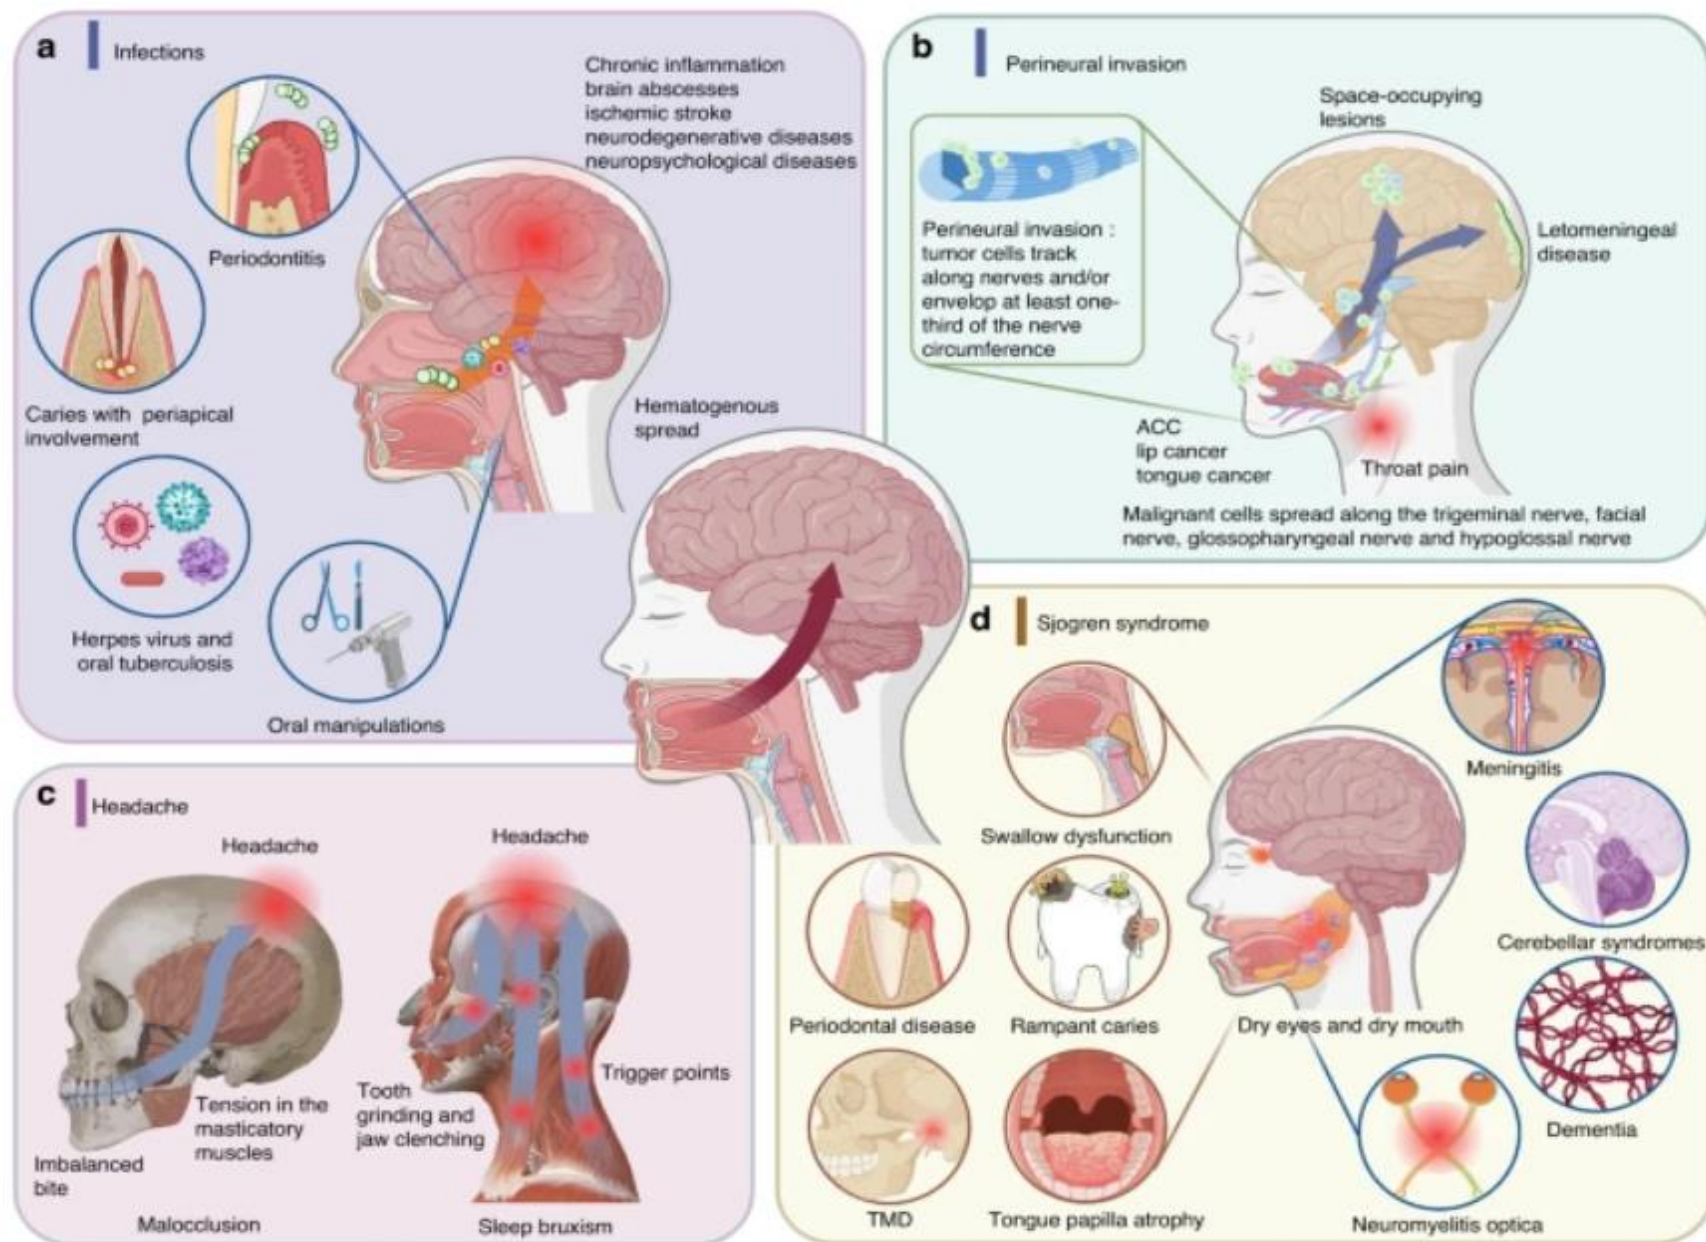 a
Infections
Chronic inflammation
brain abscesses
ischemic stroke
neurodegenerative diseases
neuropsychological diseases
Periodontitis
Caries with periapical
involvement
Hematogenous
spread
Herpes virus and
oral tuberculosis
Oral manipulations
b
Perineural invasion
Space-occupying
lesions
Perineural invasion :
tumor cells track
along nerves and/or
envelop at least one-
third of the nerve
circumference
Letomeningeal
disease
ACC
lip cancer
tongue cancer
Throat pain
Malignant cells spread along the trigeminal nerve, facial
nerve, glossopharyngeal nerve and hypoglossal nerve
c
Headache
Headache
Headache
Tension in the
masticatory
muscles
Imbalanced
bite
Malocclusion
Tooth
grinding and
jaw clenching
Trigger points
Sleep bruxism
d
Sjogren syndrome
Swallow dysfunction
Meningitis
Cerebellar syndromes
Periodontal disease
Rampant caries
Dry eyes and dry mouth
Dementia
TMD
Tongue papilla atrophy
Neuromyelitis optica